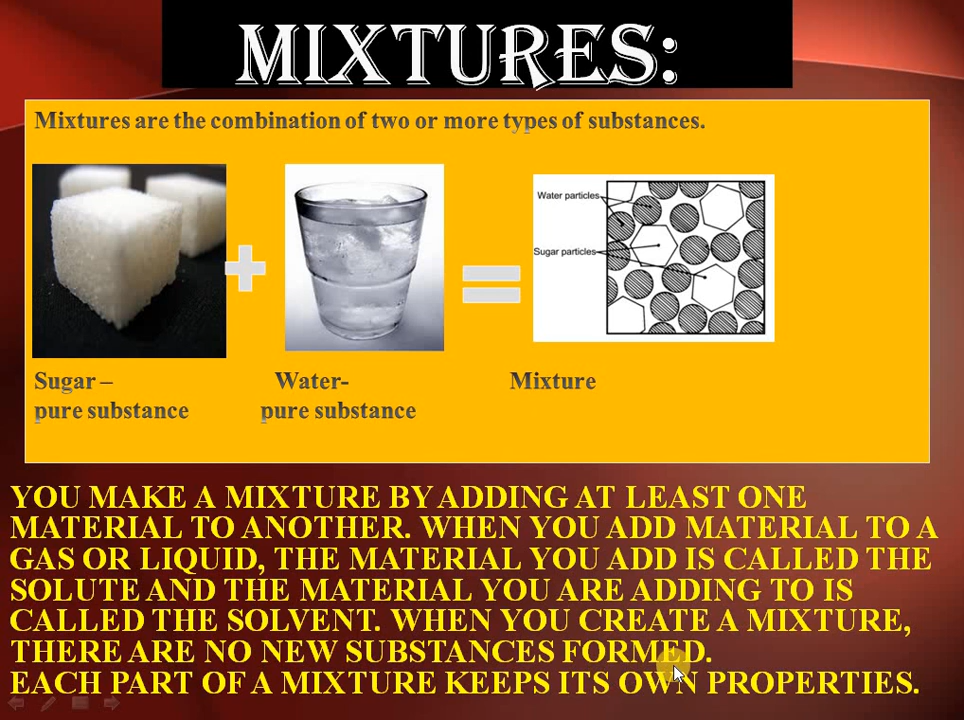 MIXTURES:
Mixtures are the combination of two or more types of substances.
Water particles
Sugar particles
Sugar – Water- Mixture
pure substance pure substance
YOU MAKE A MIXTURE BY ADDING AT LEAST ONE
MATERIAL TO ANOTHER. WHEN YOU ADD MATERIAL TO A
GAS OR LIQUID, THE MATERIAL YOU ADD IS CALLED THE
SOLUTE AND THE MATERIAL YOU ARE ADDING TO IS
CALLED THE SOLVENT. WHEN YOU CREATE A MIXTURE,
THERE ARE NO NEW SUBSTANCES FORMED.
EACH PART OF A MIXTURE KEEPS ITS OWN PROPERTIES.